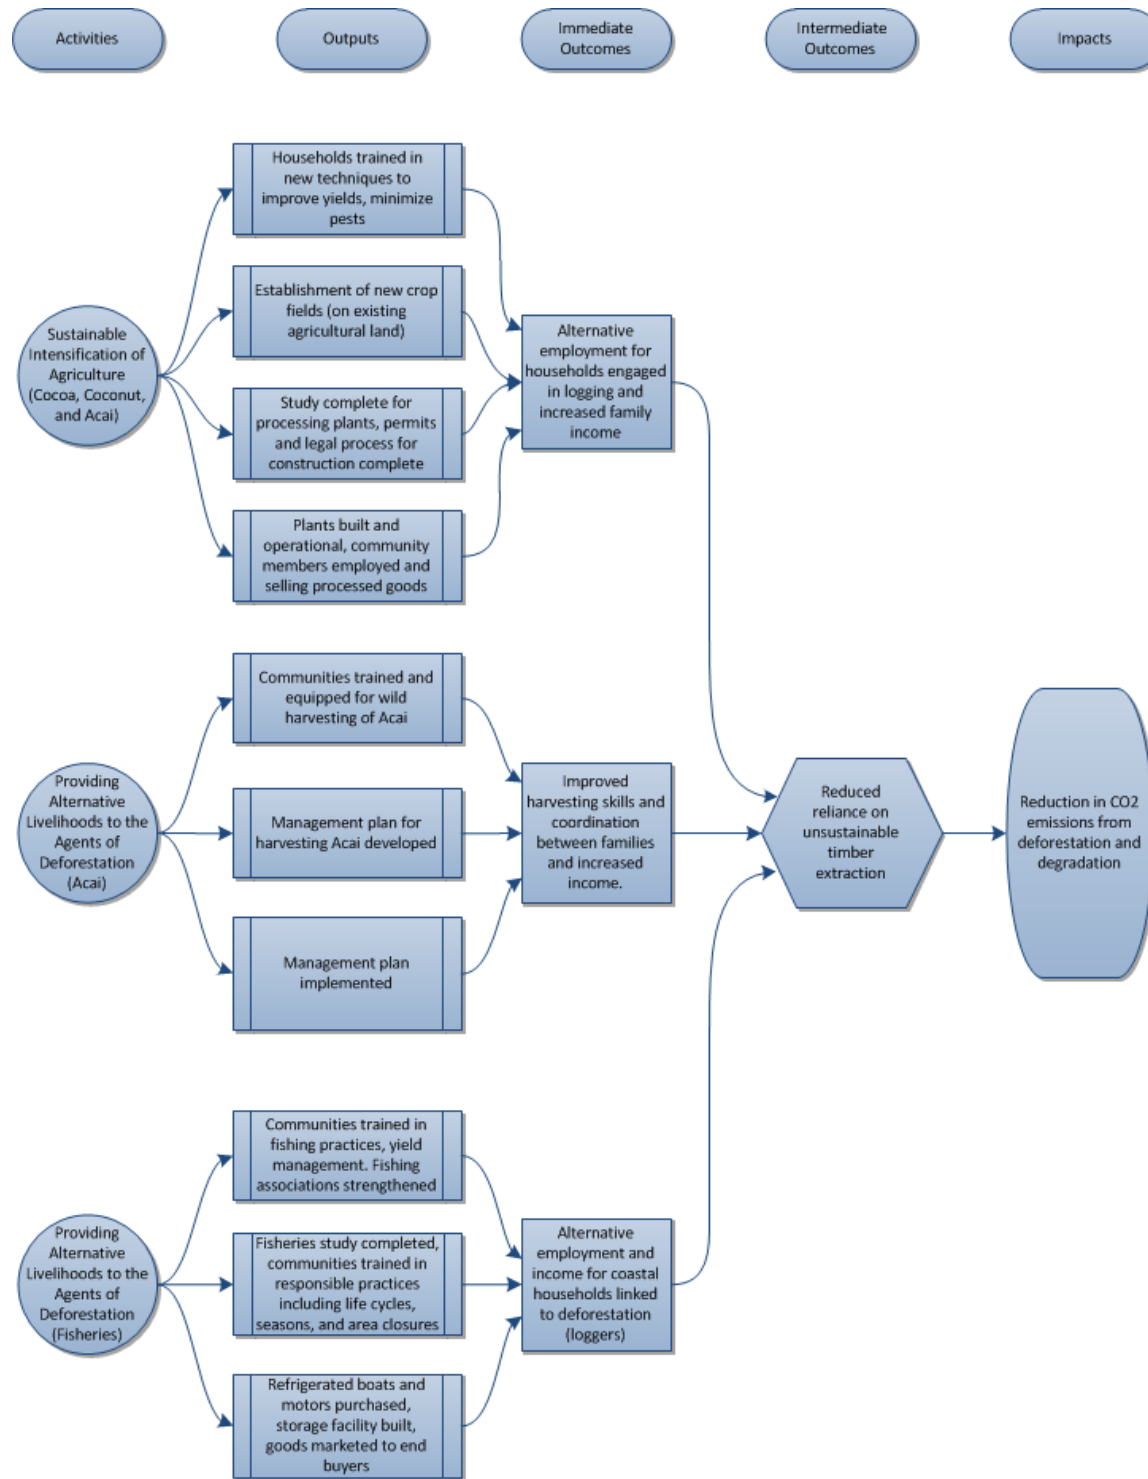 Activities
Outputs
Immediate
Outcomes
Intermediate
Outcomes
Impacts
Sustainable
Intensification of
Agriculture
(Cocoa, Coconut,
and Acai)
Households trained in
new techniques to
improve yields, minimize
pests
Establishment of new crop
fields (on existing
agricultural land)
Study complete for
processing plants, permits
and legal process for
construction complete
Plants built and
operational, community
members employed and
selling processed goods
Alternative
employment for
households engaged
in logging and
increased family
income
Providing
Alternative
Livelihoods to the
Agents of
Deforestation
(Acai)
Communities trained and
equipped for wild
harvesting of Acai
Management plan for
harvesting Acai developed
Management plan
implemented
Improved
harvesting skills and
coordination
between families
and increased
income.
Reduced
reliance on
unsustainable
timber
extraction
Reduction in CO2
emissions from
deforestation and
degradation
Providing
Alternative
Livelihoods to the
Agents of
Deforestation
(Fisheries)
Communities trained in
fishing practices, yield
management. Fishing
associations strengthened
Fisheries study completed,
communities trained in
responsible practices
including life cycles,
seasons, and area closures
Refrigerated boats and
motors purchased,
storage facility built,
goods marketed to end
buyers
Alternative
employment and
income for coastal
households linked
to deforestation
(loggers)